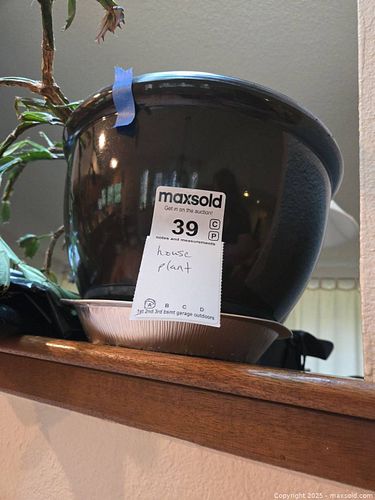 maxsold
Get in on the auction!
39 C
P
notes and measurements
house
plant
A B C D
1st 2nd 3rd bsmt garage outdoors
Copyright 2025 - maxsold.com